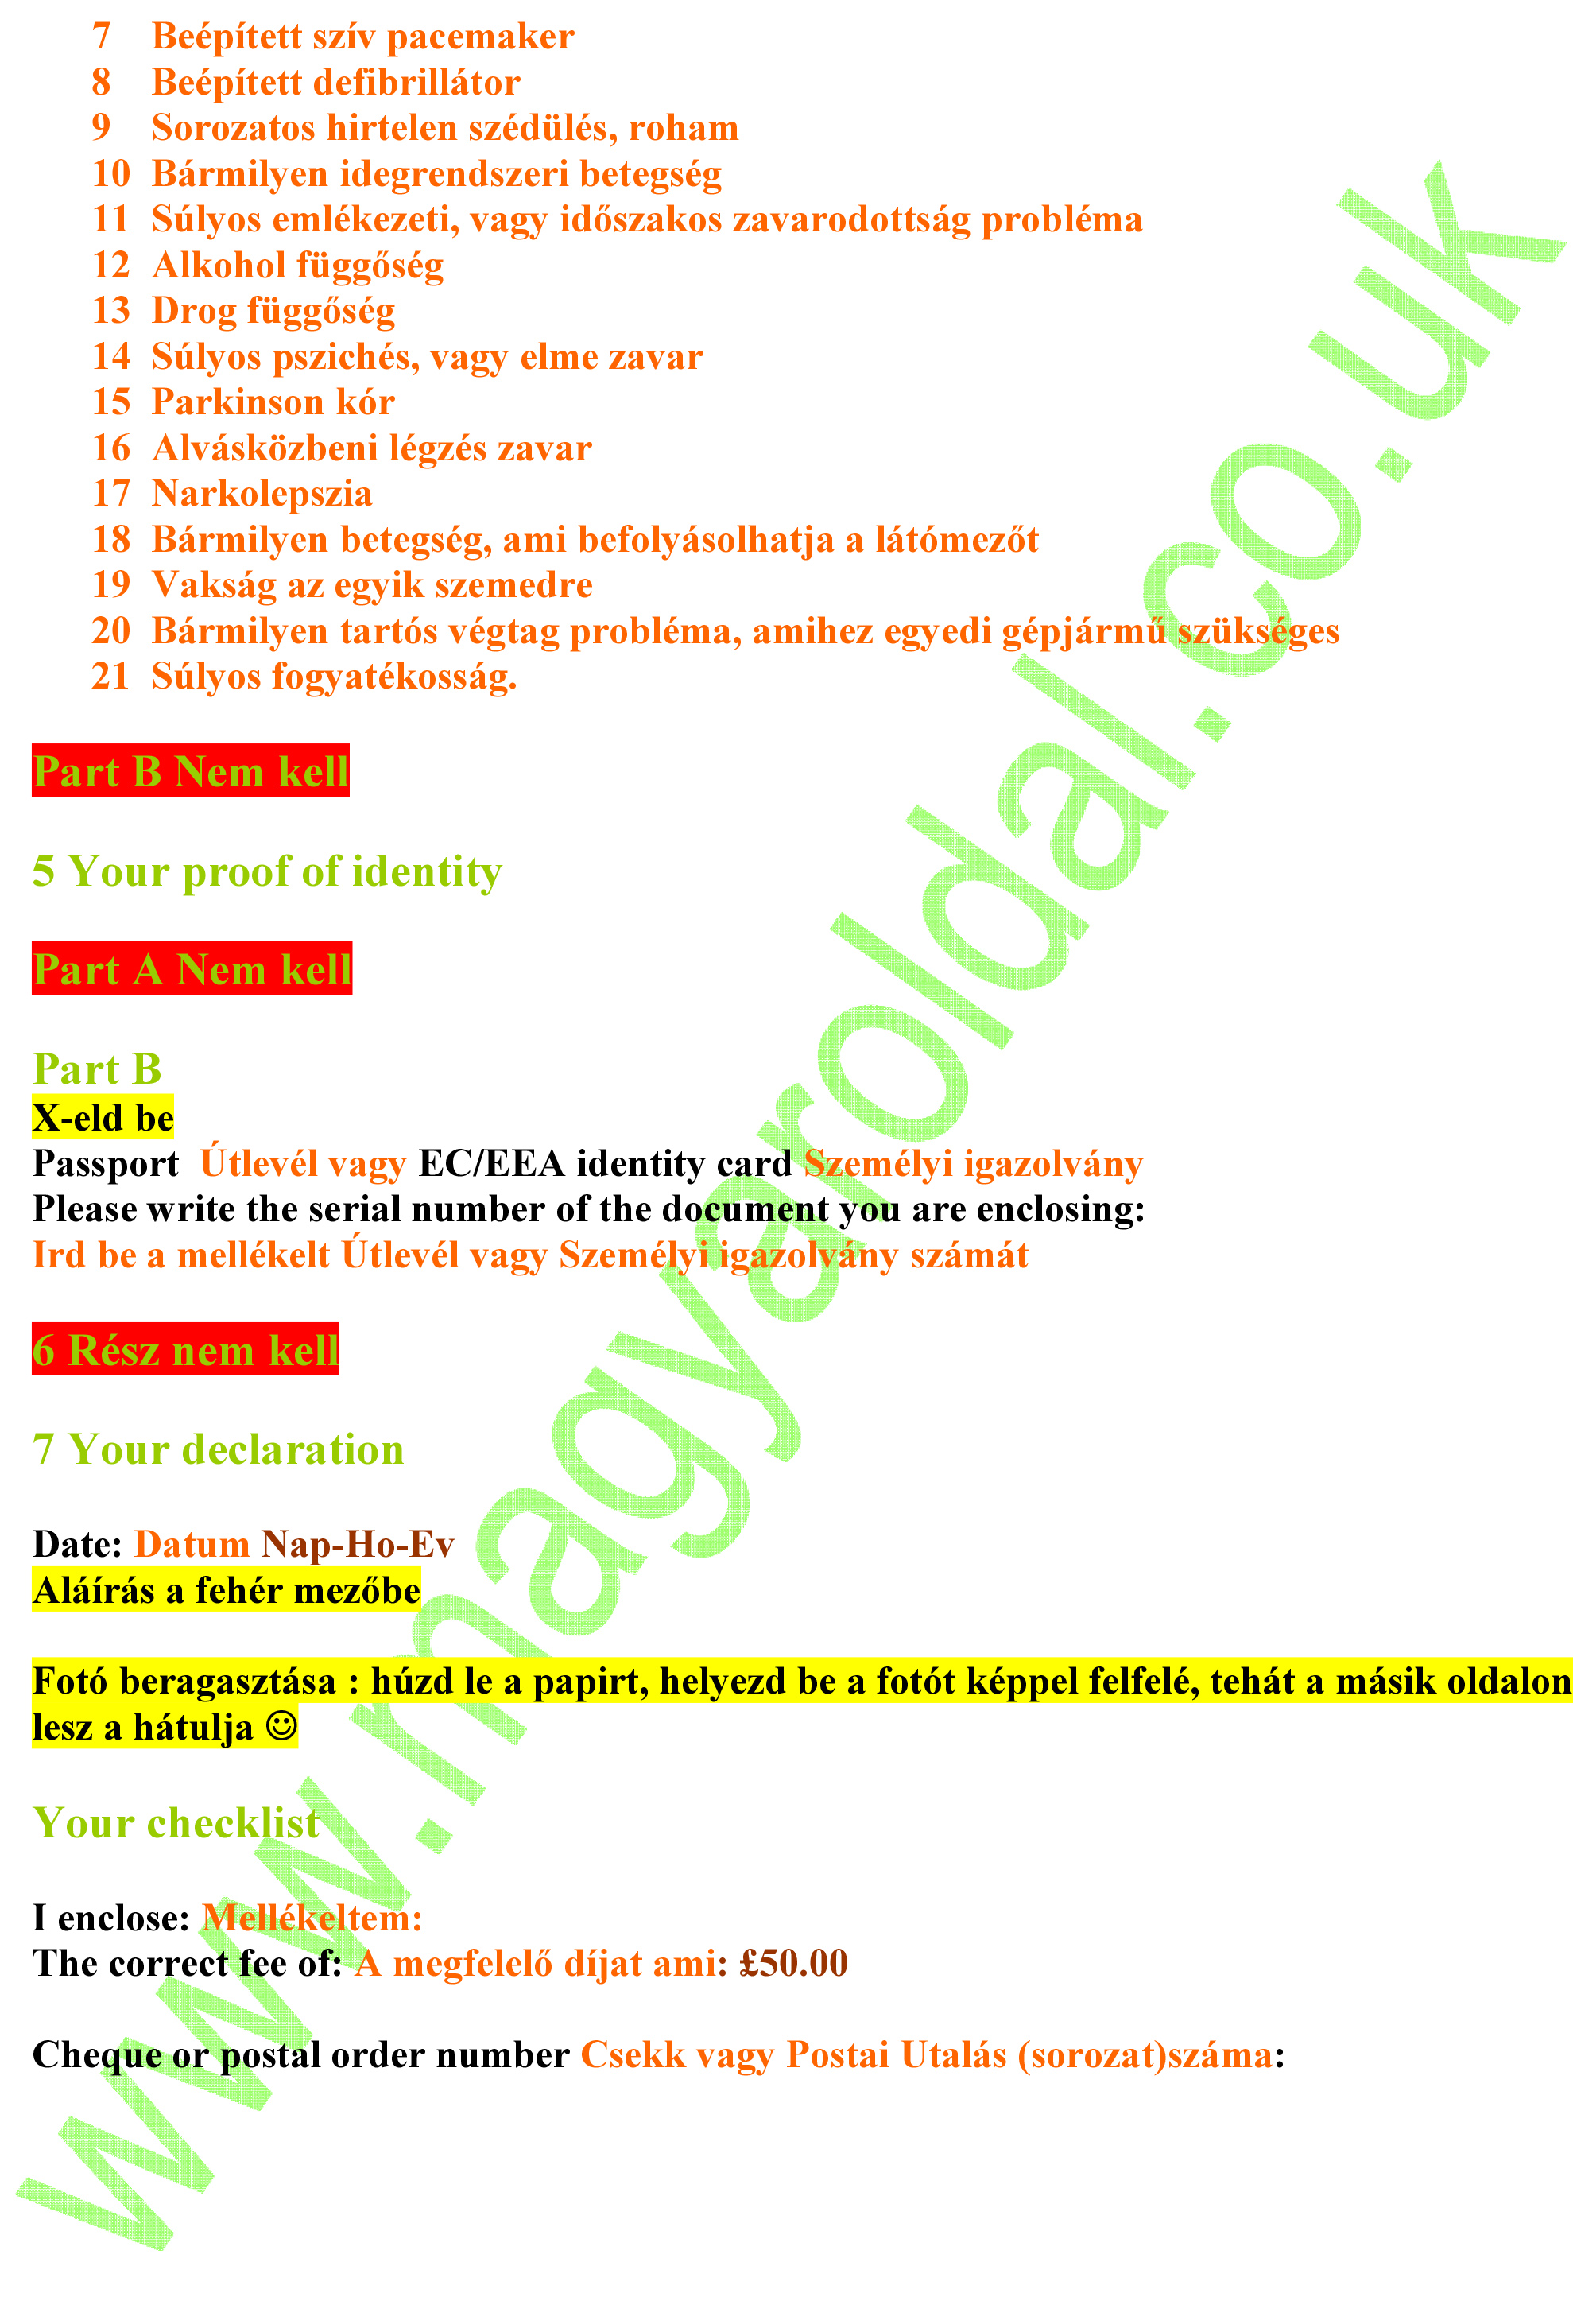 7 Beépített szív pacemaker
8 Beépített defibrillátor
9 Sorozatos hirtelen szédülés, roham
10 Bármilyen idegrendszeri betegség
11 Súlyos emlékezeti, vagy időszakos zavarodottság probléma
12 Alkohol függőség
13 Drog függőség
14 Súlyos pszichés, vagy elme zavar
15 Parkinson kór
16 Alvásközbeni légzés zavar
17 Narkolepszia
18 Bármilyen betegség, ami befolyásolhatja a látómezőt
19 Vakság az egyik szemedre
20 Bármilyen tartós végtag probléma, amihez egyedi gépjármű szükséges
21 Súlyos fogyatékosság.
Part B Nem kell
5 Your proof of identity
Part A Nem kell
Part B
X-eld be
Passport Útlevél vagy EC/EEA identity card Személyi igazolvány
Please write the serial number of the document you are enclosing:
Ird be a mellékelt Útlevél vagy Személyi igazolvány számát
6 Rész nem kell
7 Your declaration
Date: Datum Nap-Ho-Ev
Aláírás a fehér mezőbe
Fotó beragasztása : húzd le a papirt, helyezd be a fotót képpel felfelé, tehát a másik oldalon
lesz a hátulja ☺
Your checklist
I enclose: Mellékeltem:
The correct fee of: A megfelelő díjat ami: £50.00
Cheque or postal order number Csekk vagy Postai Utalás (sorozat)száma:
www.magyaroldal.co.uk